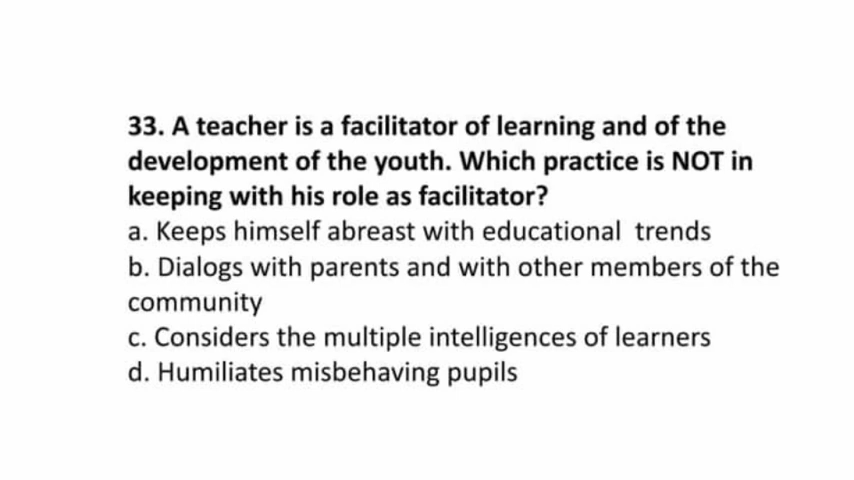 33. A teacher is a facilitator of learning and of the
development of the youth. Which practice is NOT in
keeping with his role as facilitator?
a. Keeps himself abreast with educational trends
b. Dialogs with parents and with other members of the
community
c. Considers the multiple intelligences of learners
d. Humiliates misbehaving pupils